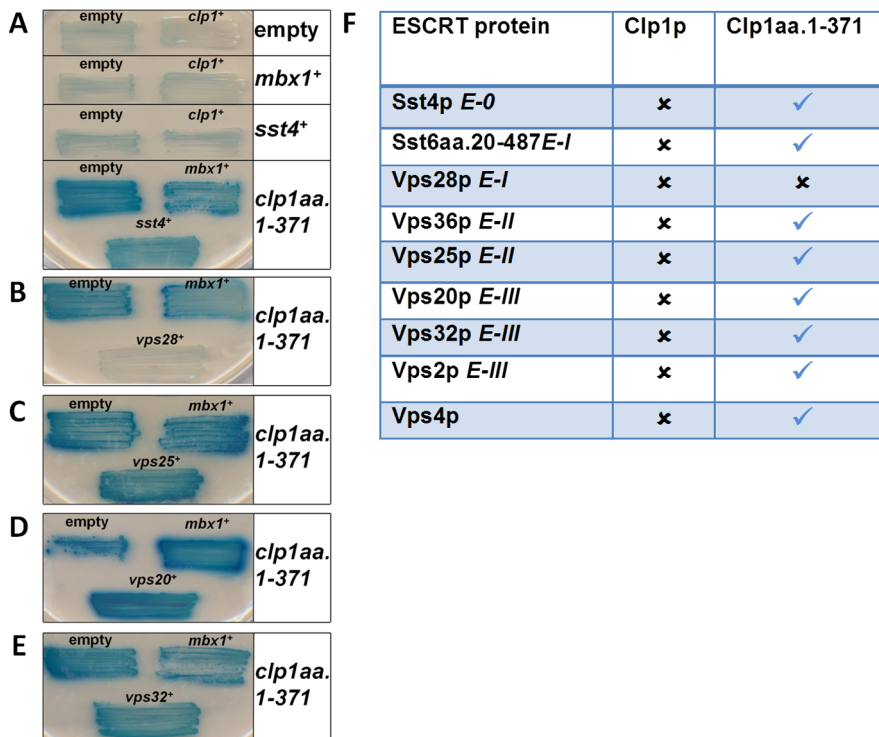 A
empty clp1+ empty
empty clp1+ mbx1+
empty clp1+ sst4+
empty mbx1+
sst4+
clp1aa.
1-371
B
empty mbx1+
vps28+
clp1aa.
1-371
C
empty mbx1+
vps25+
clp1aa.
1-371
D
empty mbx1+
vps20+
clp1aa.
1-371
E
empty mbx1+
vps32+
clp1aa.
1-371
F
ESCRT protein Clp1p Clp1aa.1-371
Sst4p E-0 ✘ ✓
Sst6aa.20-487E-I ✘ ✓
Vps28p E-I ✘ ✘
Vps36p E-II ✘ ✓
Vps25p E-II ✘ ✓
Vps20p E-III ✘ ✓
Vps32p E-III ✘ ✓
Vps2p E-III ✘ ✓
Vps4p ✘ ✓